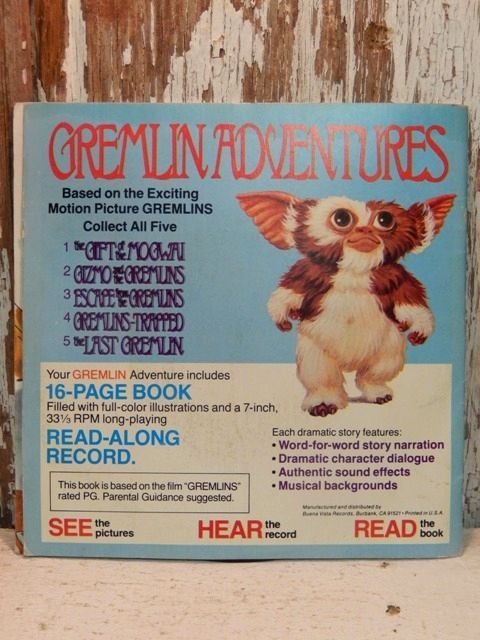 GREMLIN ADVENTURES
Based on the Exciting
Motion Picture GREMLINS
Collect All Five
1 the GIFT of the MOGWAI
2 GIZMO and the GREMLINS
3 ESCAPE from the GREMLINS
4 GREMLINS-TRAPPED
5 the LAST GREMLIN
Your GREMLIN Adventure includes
16-PAGE BOOK
Filled with full-color illustrations and a 7-inch,
33⅓ RPM long-playing
READ-ALONG
RECORD.
This book is based on the film "GREMLINS"
rated PG. Parental Guidance suggested.
Each dramatic story features:
• Word-for-word story narration
• Dramatic character dialogue
• Authentic sound effects
• Musical backgrounds
Manufactured and distributed by
Buena Vista Records, Burbank, CA 91521 • Printed in U.S.A.
SEE the pictures
HEAR the record
READ the book